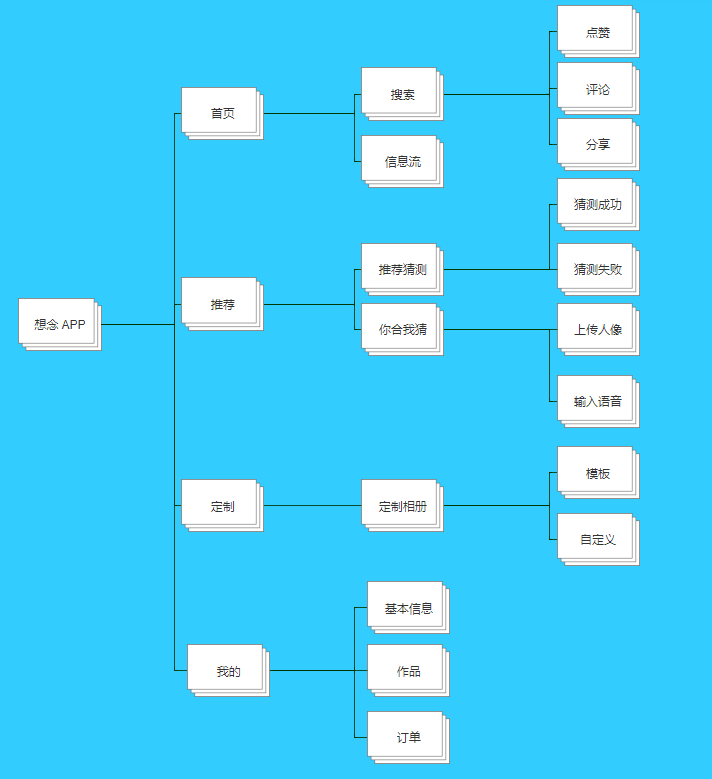 想念 APP
首页
搜索
点赞
评论
分享
信息流
推荐
推荐猜测
猜测成功
猜测失败
你合我猜
上传人像
输入语音
定制
定制相册
模板
自定义
我的
基本信息
作品
订单